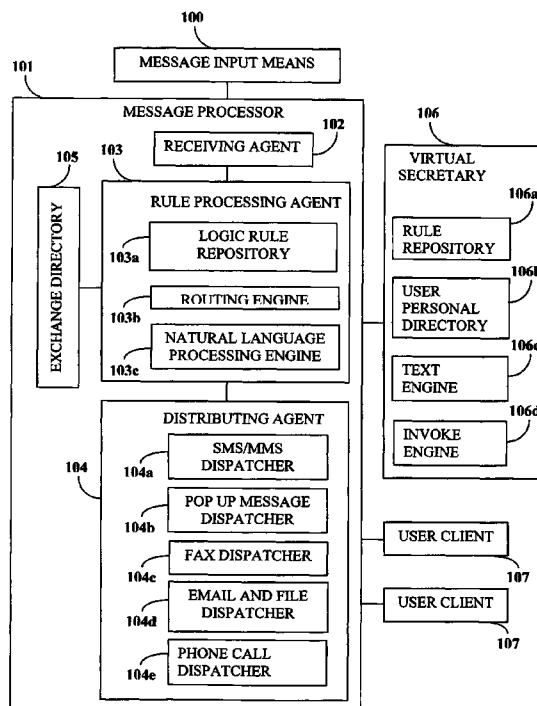 100
MESSAGE INPUT MEANS
101
MESSAGE PROCESSOR
102
RECEIVING AGENT
103
RULE PROCESSING AGENT
103a
LOGIC RULE
REPOSITORY
103b
ROUTING ENGINE
103c
NATURAL LANGUAGE
PROCESSING ENGINE
105
EXCHANGE DIRECTORY
104
DISTRIBUTING AGENT
104a
SMS/MMS
DISPATCHER
104b
POP UP MESSAGE
DISPATCHER
104c
FAX DISPATCHER
104d
EMAIL AND FILE
DISPATCHER
104e
PHONE CALL
DISPATCHER
106
VIRTUAL
SECRETARY
106a
RULE
REPOSITORY
106b
USER
PERSONAL
DIRECTORY
106c
TEXT
ENGINE
106d
INVOKE
ENGINE
USER CLIENT
107
USER CLIENT
107